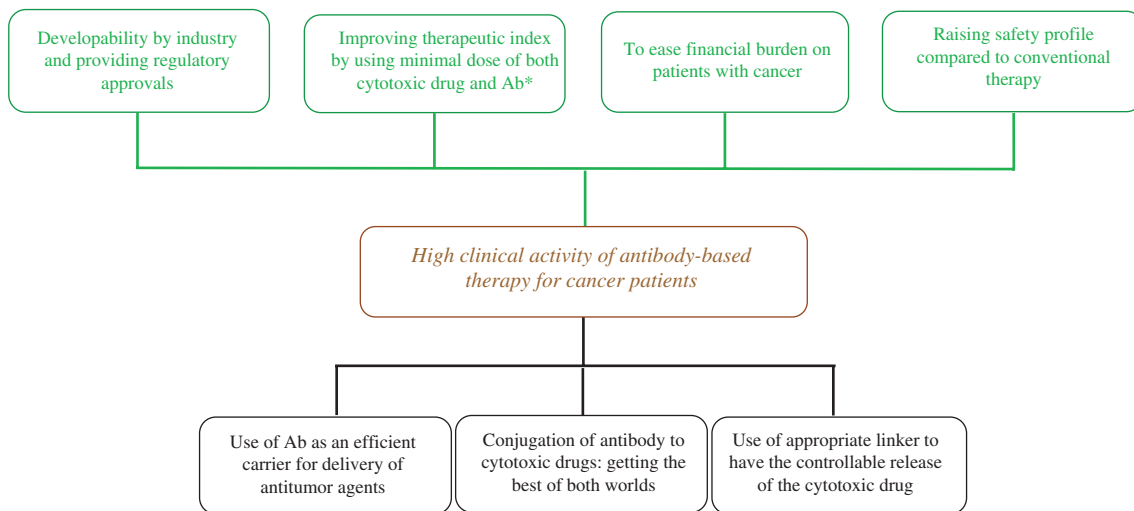 Developability by industry
and providing regulatory
approvals
Improving therapeutic index
by using minimal dose of both
cytotoxic drug and Ab*
To ease financial burden on
patients with cancer
Raising safety profile
compared to conventional
therapy
High clinical activity of antibody-based
therapy for cancer patients
Use of Ab as an efficient
carrier for delivery of
antitumor agents
Conjugation of antibody to
cytotoxic drugs: getting the
best of both worlds
Use of appropriate linker to
have the controllable release
of the cytotoxic drug